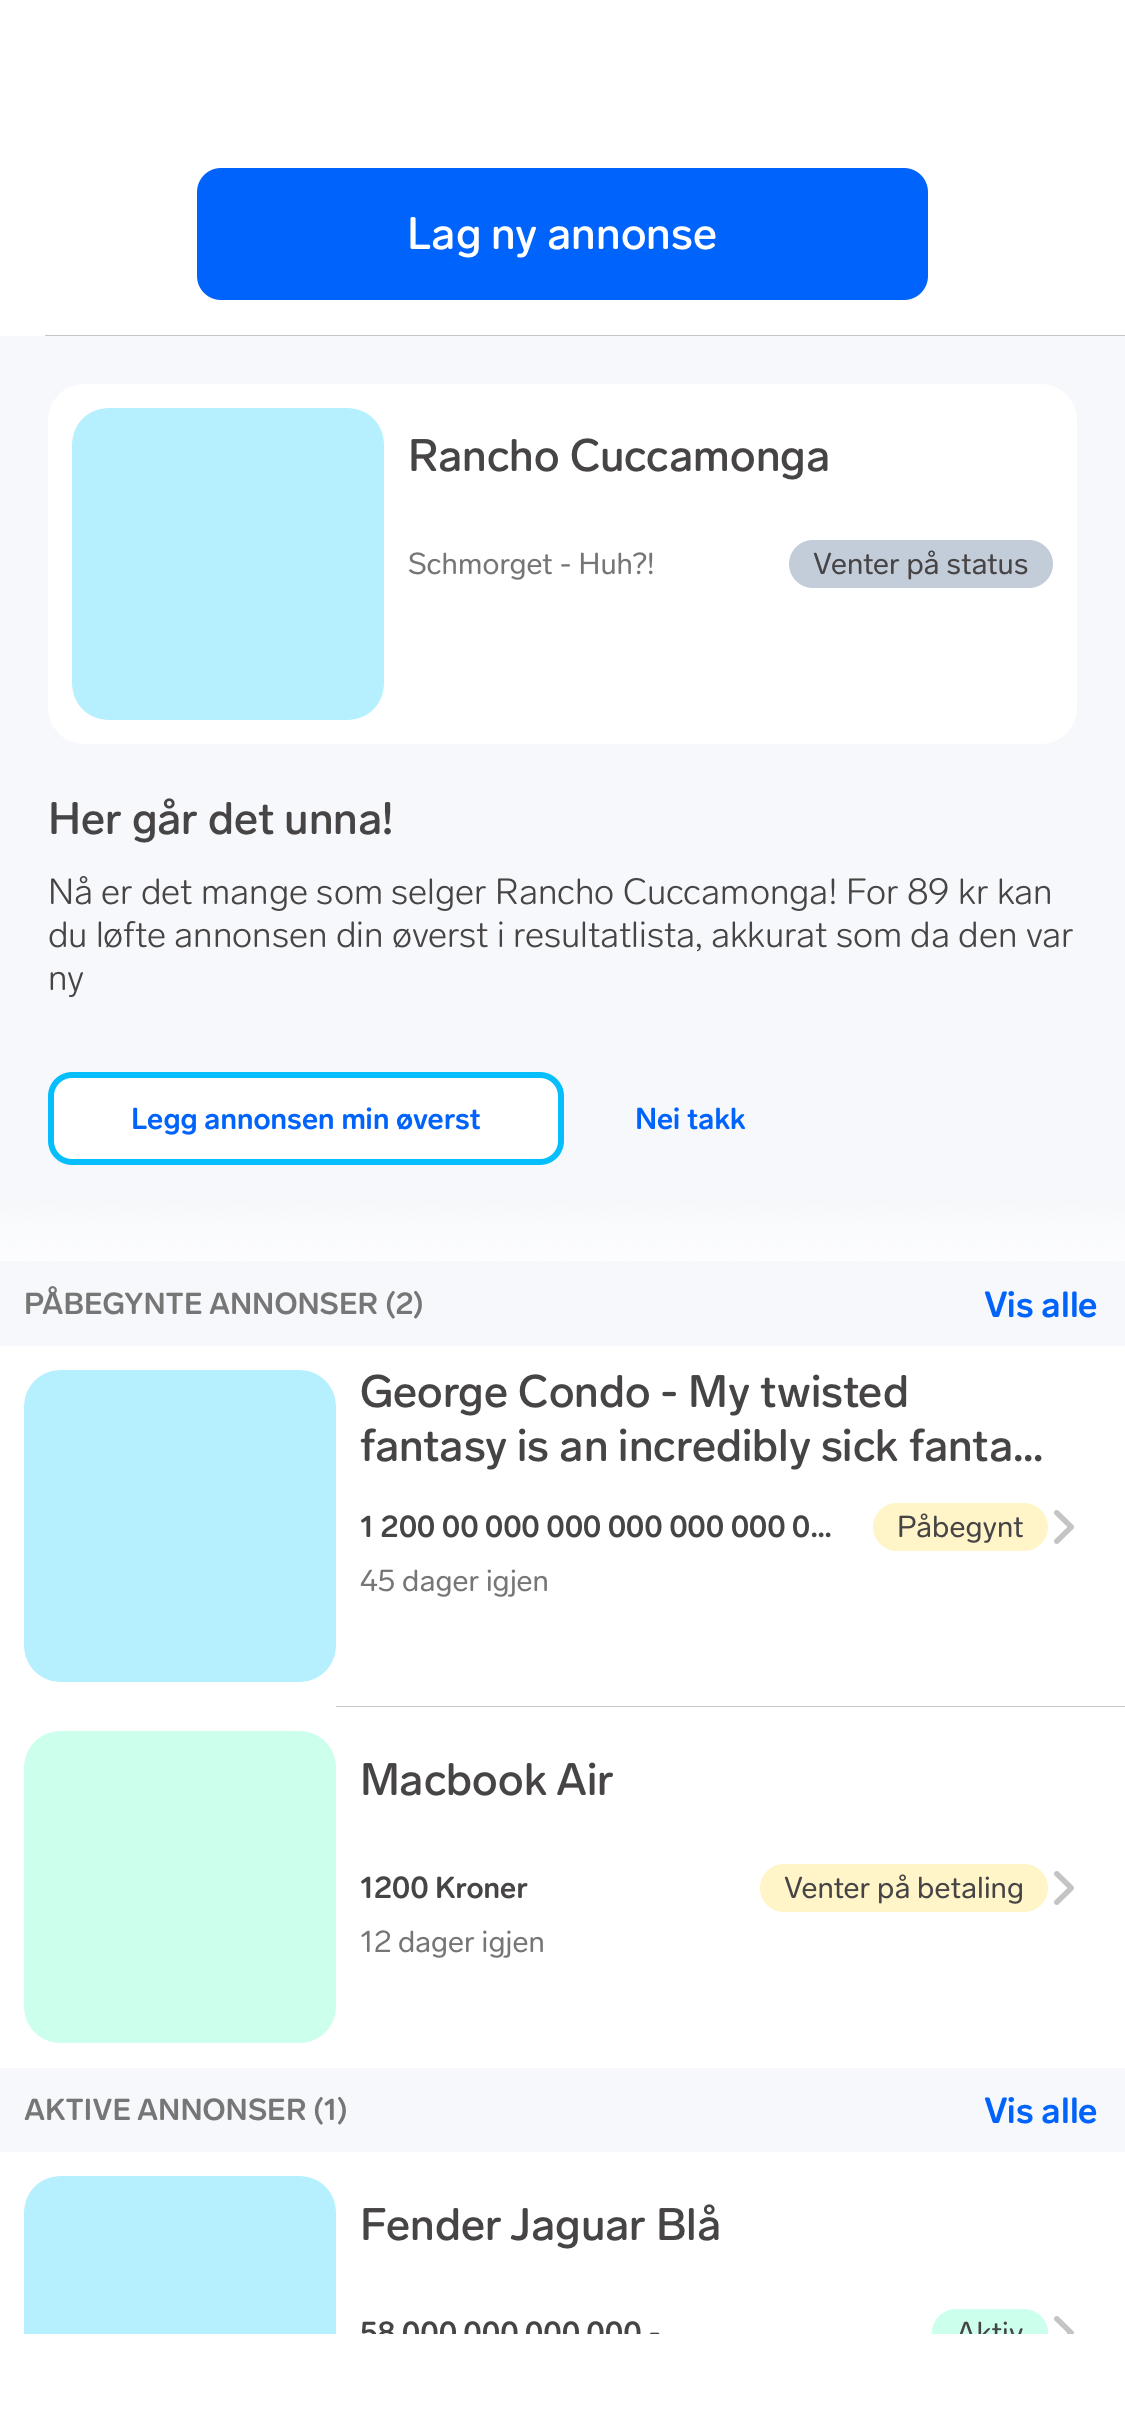 Lag ny annonse
Rancho Cuccamonga
Schmorget - Huh?!
Venter på status
Her går det unna!
Nå er det mange som selger Rancho Cuccamonga! For 89 kr kan
du løfte annonsen din øverst i resultatlista, akkurat som da den var
ny
Legg annonsen min øverst
Nei takk
PÅBEGYNTE ANNONSER (2)
Vis alle
George Condo - My twisted
fantasy is an incredibly sick fanta...
1 200 00 000 000 000 000 000 0...
Påbegynt
45 dager igjen
Macbook Air
1200 Kroner
Venter på betaling
12 dager igjen
AKTIVE ANNONSER (1)
Vis alle
Fender Jaguar Blå
58 000 000 000 000 -
Aktiv